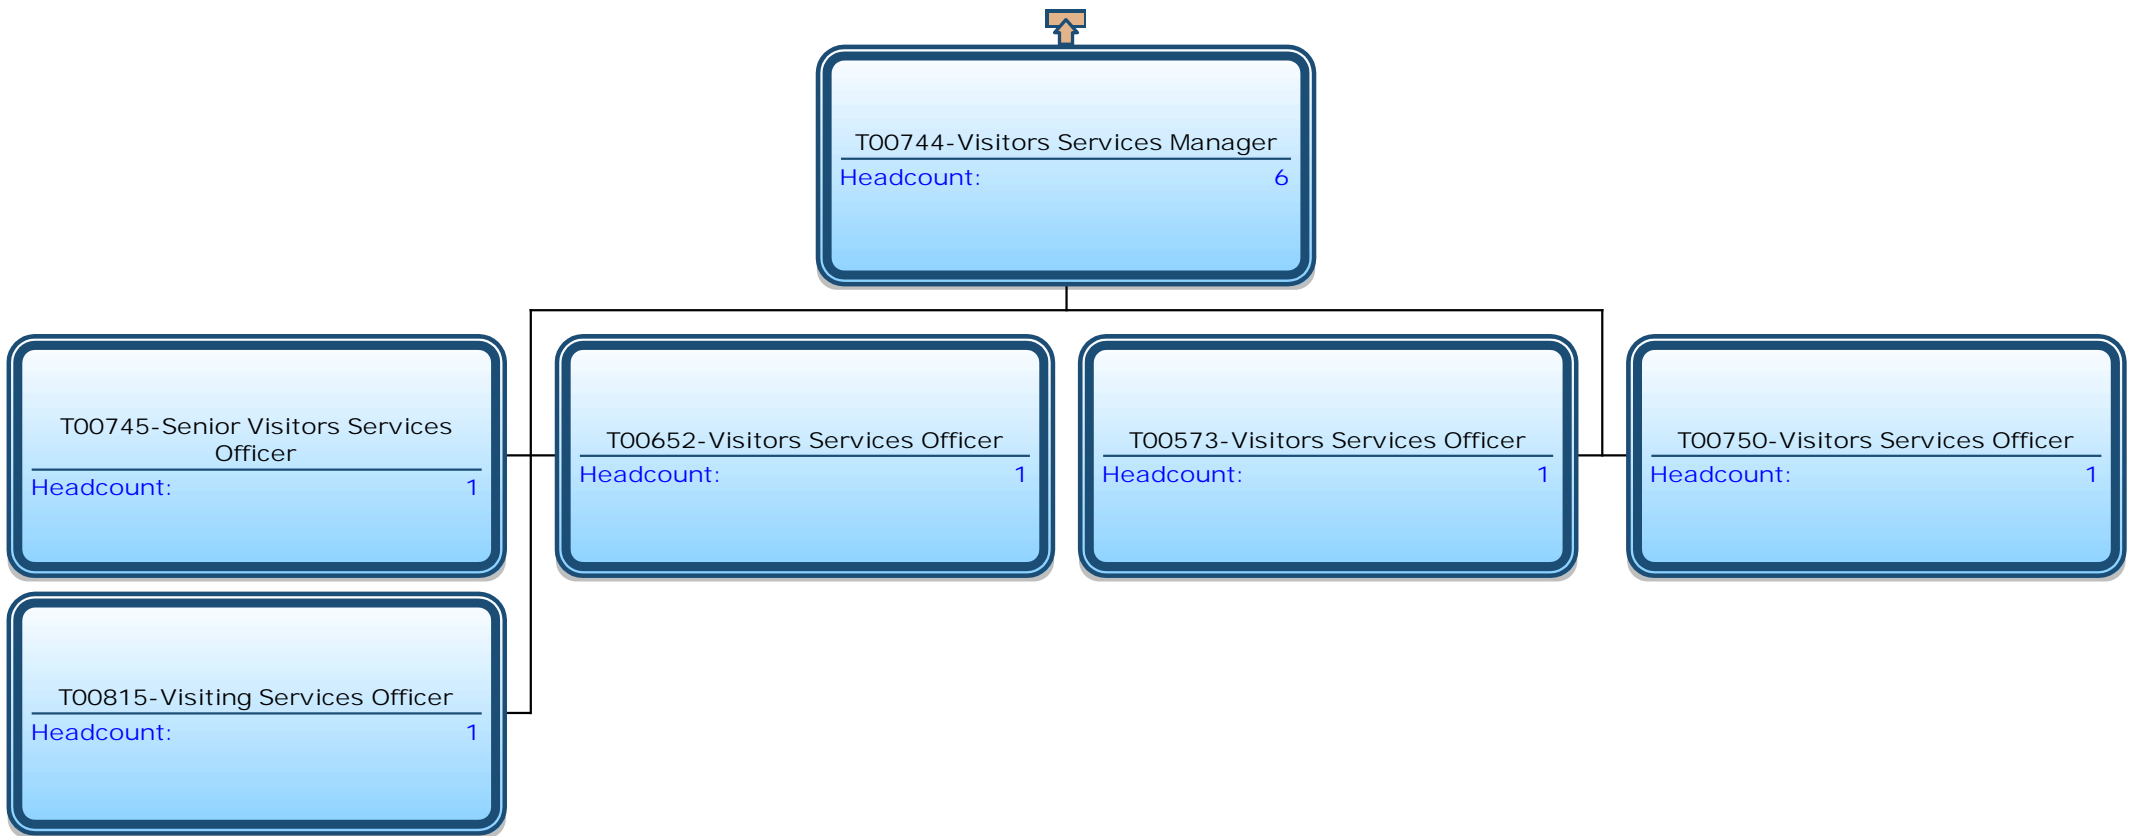 T00744-Visitors Services Manager
Headcount: 6
T00745-Senior Visitors Services
Officer
Headcount: 1
T00652-Visitors Services Officer
Headcount: 1
T00573-Visitors Services Officer
Headcount: 1
T00750-Visitors Services Officer
Headcount: 1
T00815-Visiting Services Officer
Headcount: 1